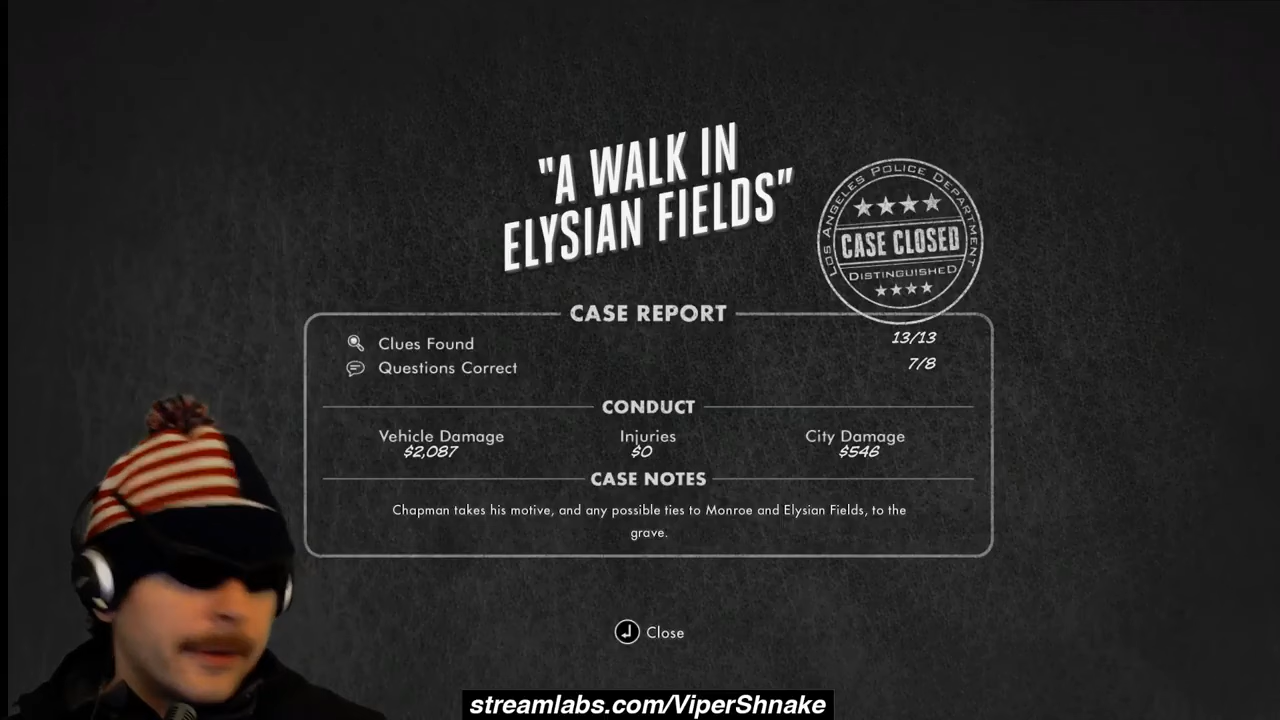 "A WALK IN
ELYSIAN FIELDS"
LOS ANGELES POLICE DEPARTMENT
CASE CLOSED
DISTINGUISHED
CASE REPORT
Clues Found 13/13
Questions Correct 7/8
CONDUCT
Vehicle Damage Injuries City Damage
$2,087 $0 $546
CASE NOTES
Chapman takes his motive, and any possible ties to Monroe and Elysian Fields, to the
grave.
Close
streamlabs.com/ViperShnake